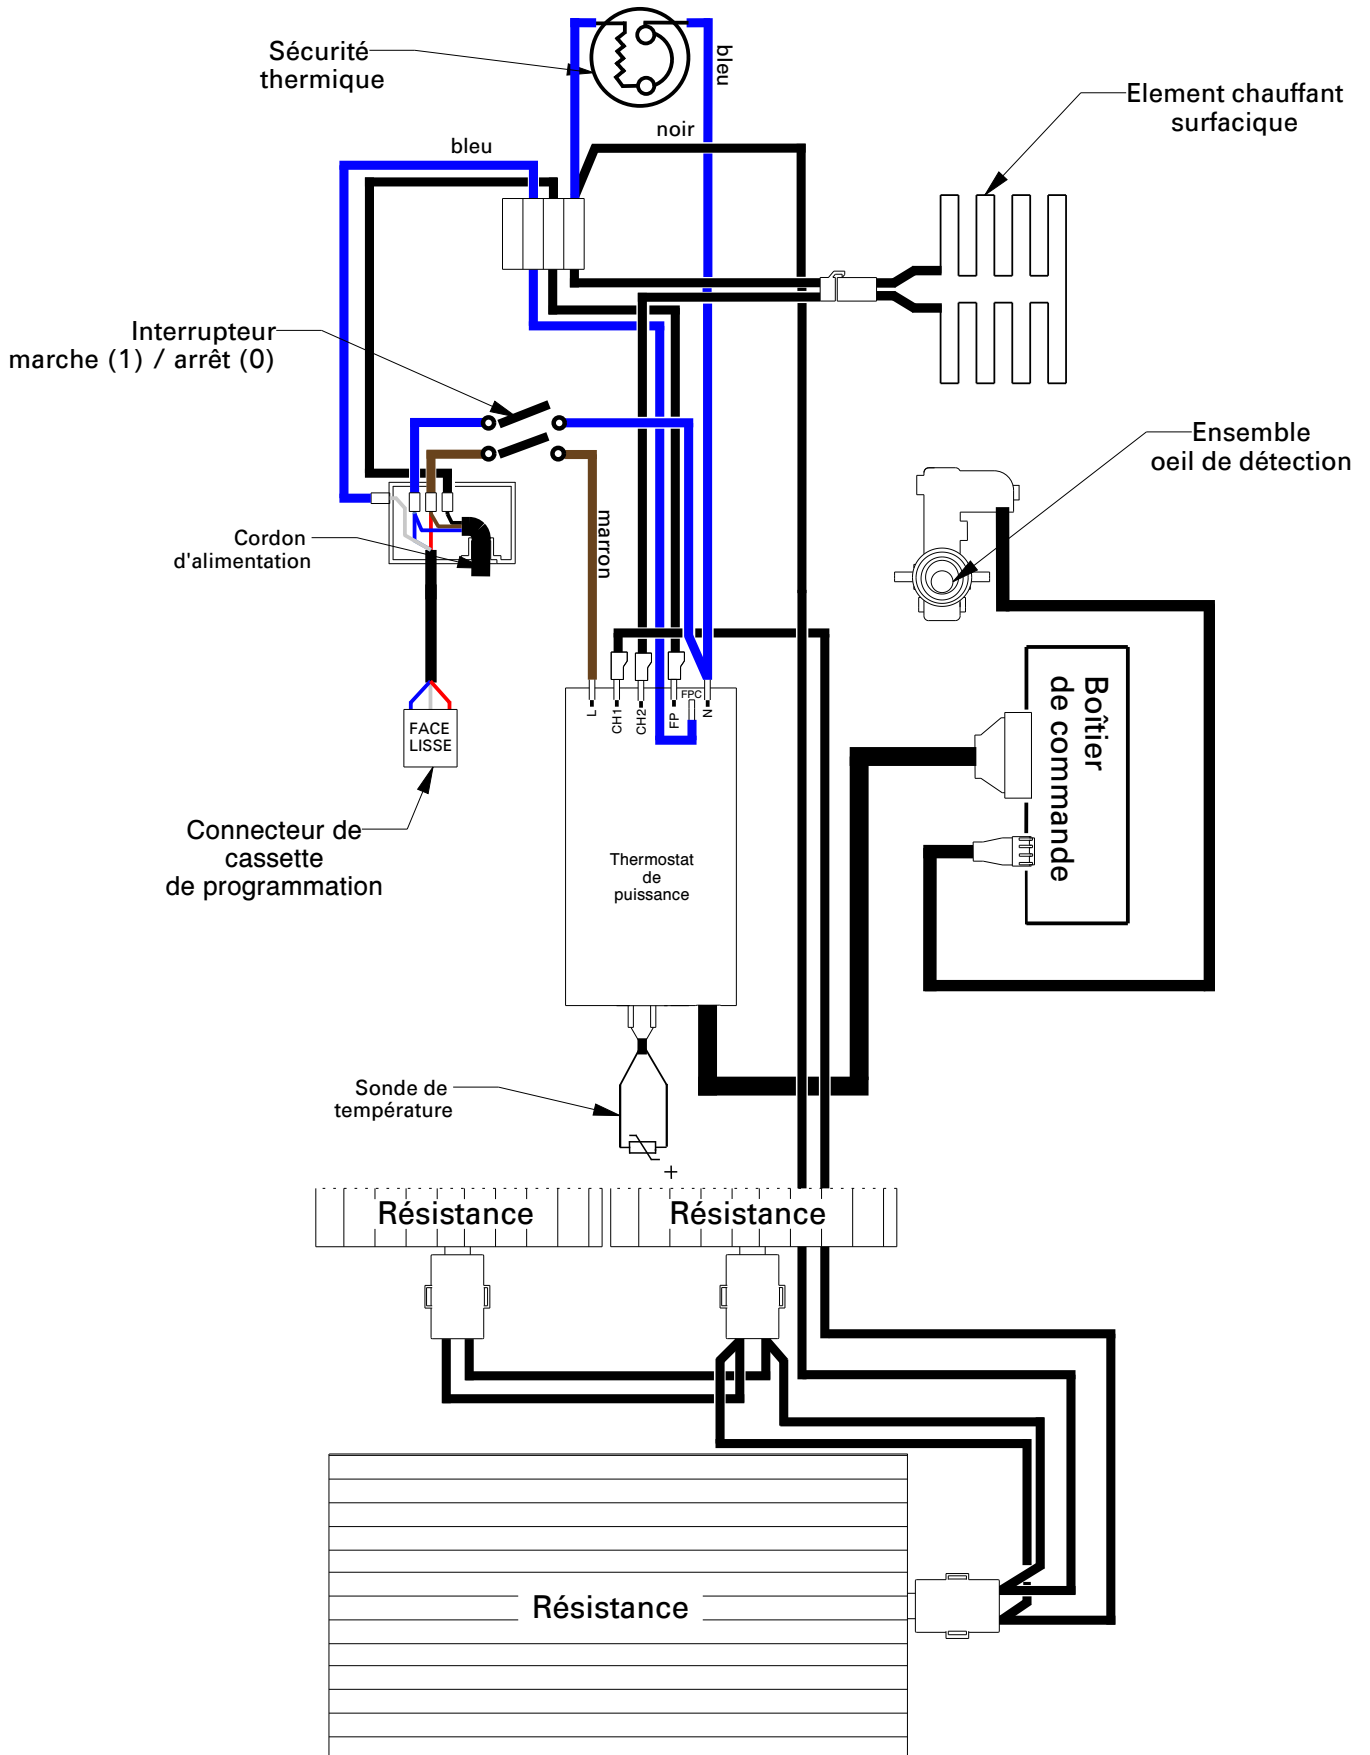 Sécurité
thermique
bleu
noir
bleu
Element chauffant
surfacique
Interrupteur
marche (1) / arrêt (0)
Ensemble
oeil de détection
Cordon
d'alimentation
marron
FACE
LISSE
L
CH1
CH2
FP
FPC
N
Boîtier
de commande
Connecteur de
cassette
de programmation
Thermostat
de
puissance
Sonde de
température
+
Résistance
Résistance
Résistance